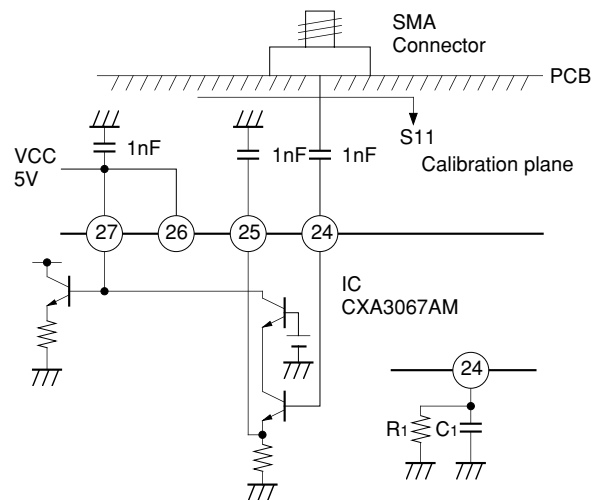 SMA
Connector
PCB
S11
Calibration plane
VCC
5V
1nF
1nF
1nF
27
26
25
24
IC
CXA3067AM
24
R1
C1